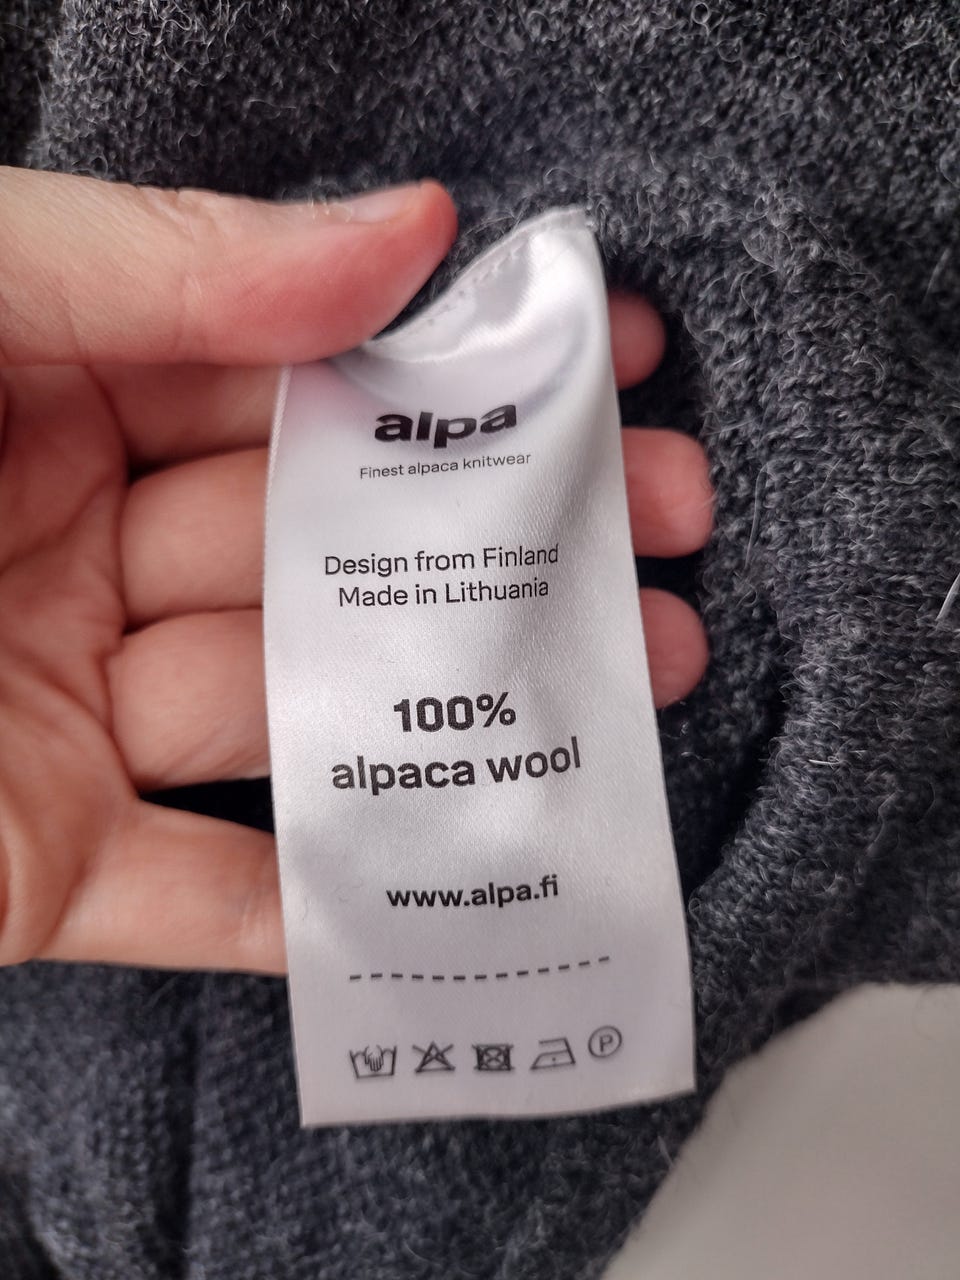 alpa
Finest alpaca knitwear
Design from Finland
Made in Lithuania
100%
alpaca wool
www.alpa.fi
P